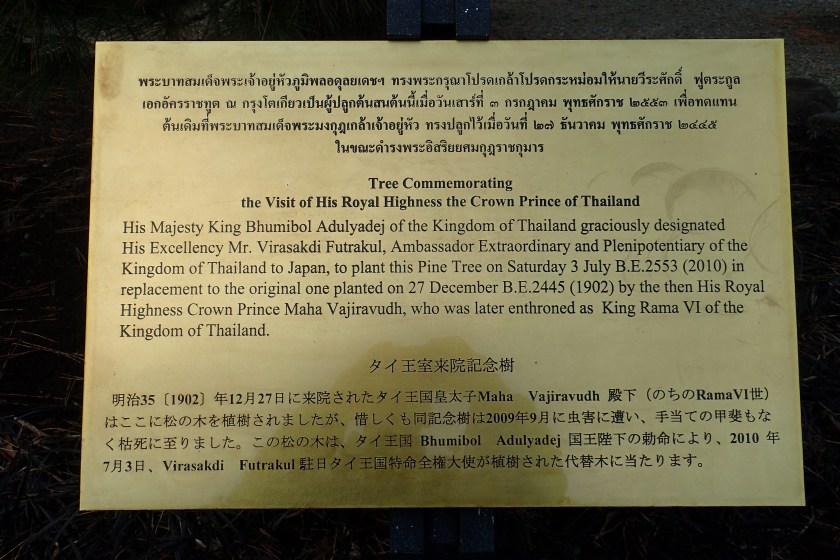 พระบาทสมเด็จพระเจ้าอยู่หัวภูมิพลอดุลยเดชฯ ทรงพระกรุณาโปรดเกล้าโปรดกระหม่อมให้นายวีระศักดิ์ ฟูตระกูล
เอกอัครราชทูต ณ กรุงโตเกียวเป็นผู้ปลูกต้นสนต้นนี้เมื่อวันเสาร์ที่ ๓ กรกฎาคม พุทธศักราช ๒๕๕๓ เพื่อทดแทน
ต้นเดิมที่พระบาทสมเด็จพระมงกุฎเกล้าเจ้าอยู่หัว ทรงปลูกไว้เมื่อวันที่ ๒๗ ธันวาคม พุทธศักราช ๒๔๔๕
ในขณะดำรงพระอิสริยยศมกุฎราชกุมาร
Tree Commemorating
the Visit of His Royal Highness the Crown Prince of Thailand
His Majesty King Bhumibol Adulyadej of the Kingdom of Thailand graciously designated
His Excellency Mr. Virasakdi Futrakul, Ambassador Extraordinary and Plenipotentiary of the
Kingdom of Thailand to Japan, to plant this Pine Tree on Saturday 3 July B.E.2553 (2010) in
replacement to the original one planted on 27 December B.E.2445 (1902) by the then His Royal
Highness Crown Prince Maha Vajiravudh, who was later enthroned as King Rama VI of the
Kingdom of Thailand.
タイ王室来院記念樹
明治35〔1902〕年12月27日に来院されたタイ王国皇太子Maha Vajiravudh 殿下（のちのRamaVI世）
はここに松の木を植樹されましたが、惜しくも同記念樹は2009年9月に虫害に遭い、手当ての甲斐もな
く枯死に至りました。この松の木は、タイ王国 Bhumibol Adulyadej 国王陛下の勅命により、2010 年
7月3日、Virasakdi Futrakul 駐日タイ王国特命全権大使が植樹された代替木に当たります。